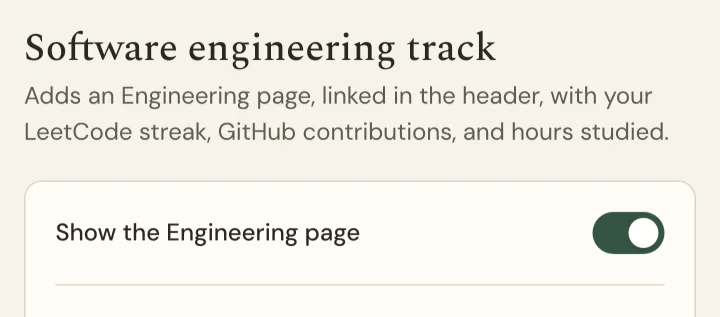 Software engineering track
Adds an Engineering page, linked in the header, with your
LeetCode streak, GitHub contributions, and hours studied.
Show the Engineering page